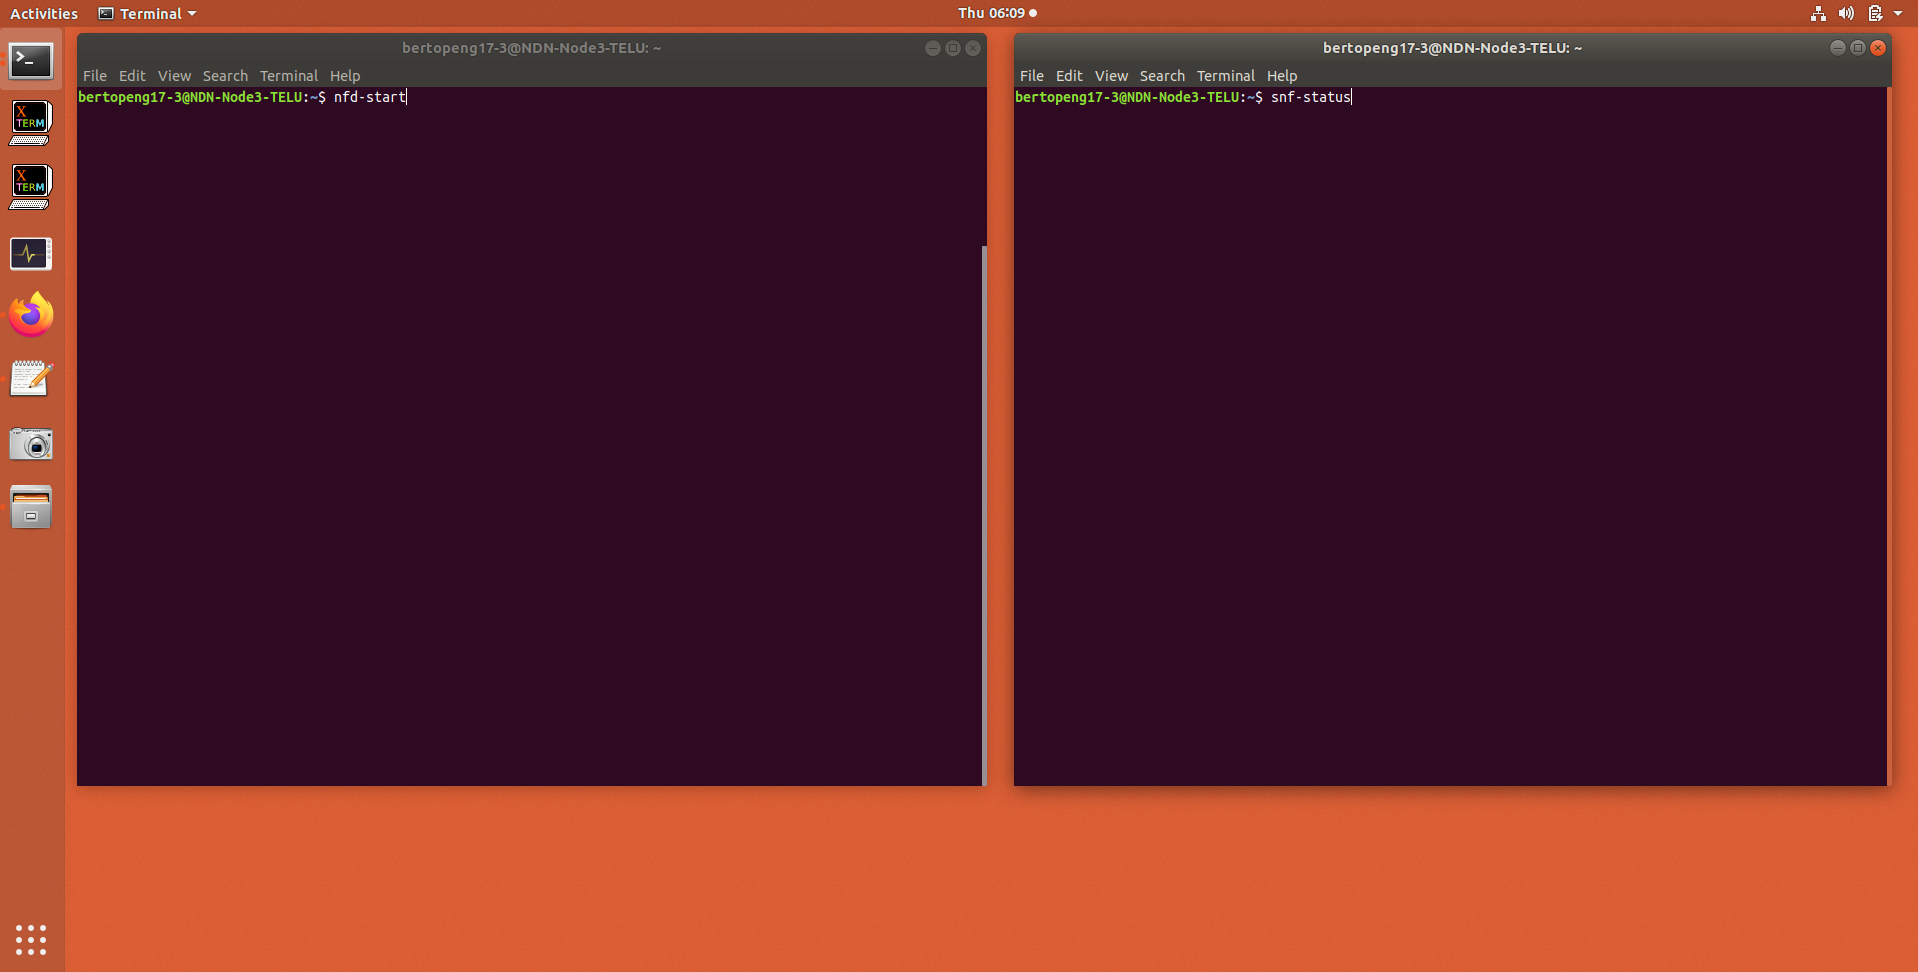 Activities Terminal Thu 06:09
bertopeng17-3@NDN-Node3-TELU: ~
File Edit View Search Terminal Help
bertopeng17-3@NDN-Node3-TELU:~$ nfd-start
bertopeng17-3@NDN-Node3-TELU: ~
File Edit View Search Terminal Help
bertopeng17-3@NDN-Node3-TELU:~$ snf-status
>_
X
TERM
X
TERM